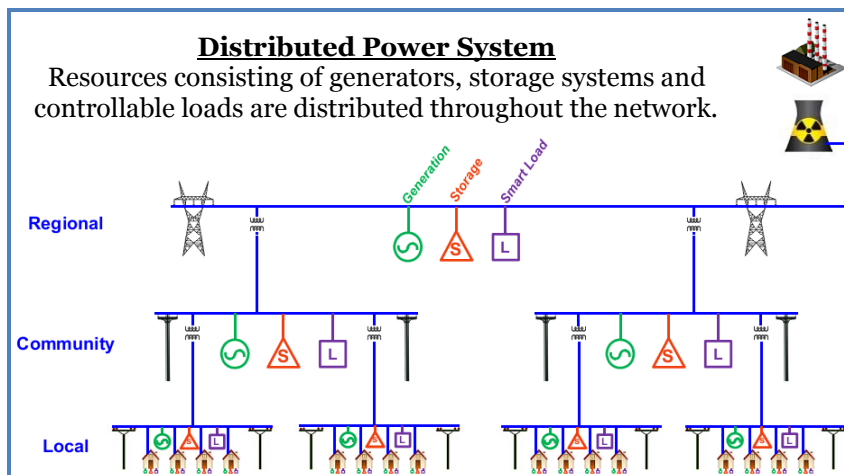 Distributed Power System
Resources consisting of generators, storage systems and
controllable loads are distributed throughout the network.
Generation
Storage
Smart Load
Regional
S
L
Community
S
L
S
L
Local
S
L
S
L
S
L
S
L